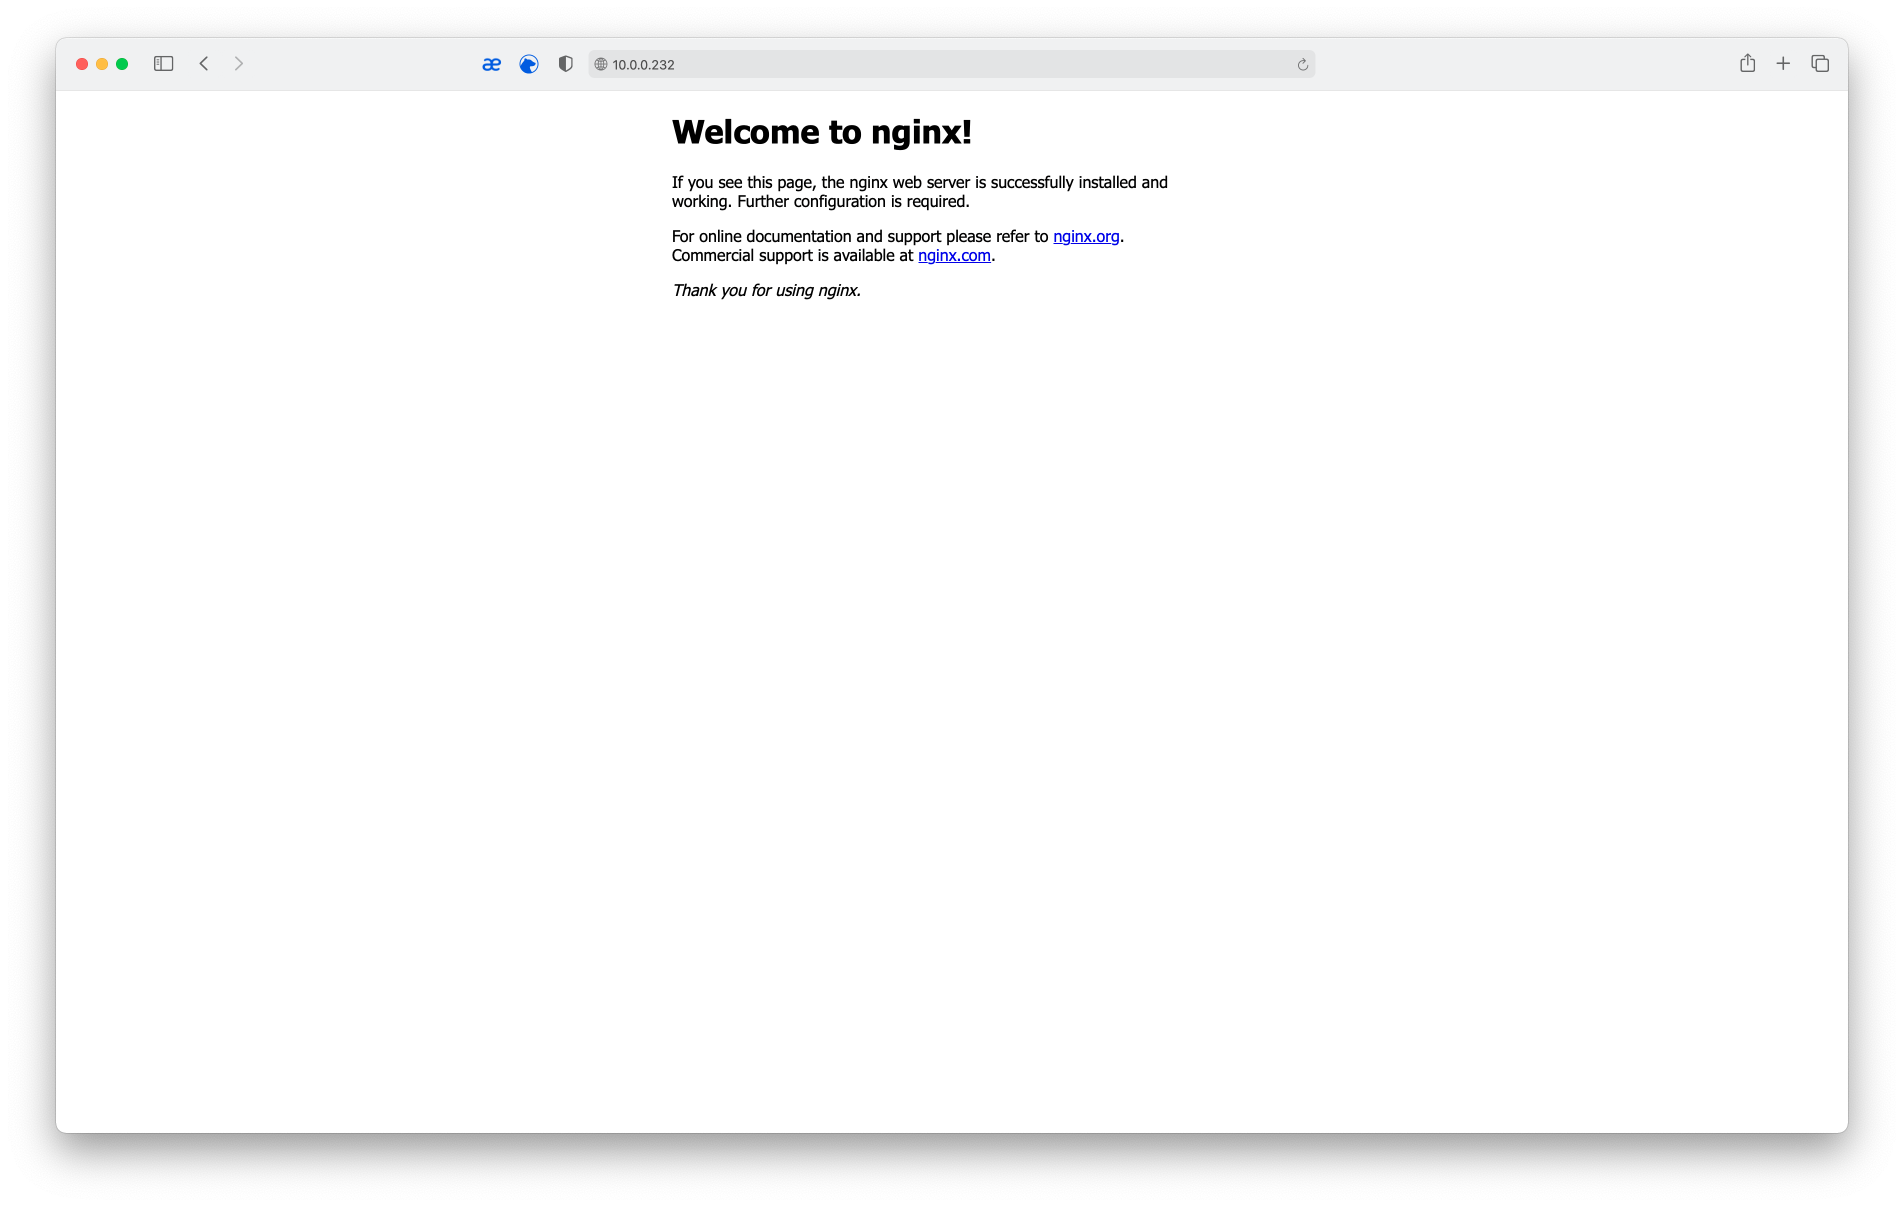 æ
10.0.0.232
Welcome to nginx!
If you see this page, the nginx web server is successfully installed and
working. Further configuration is required.
For online documentation and support please refer to nginx.org.
Commercial support is available at nginx.com.
Thank you for using nginx.